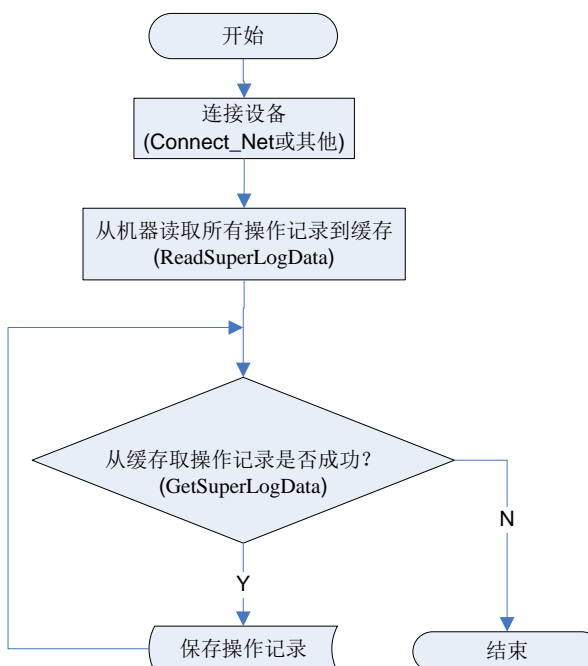 开始
连接设备
(Connect_Net或其他)
从机器读取所有操作记录到缓存
(ReadSuperLogData)
从缓存取操作记录是否成功？
(GetSuperLogData)
N
Y
保存操作记录
结束